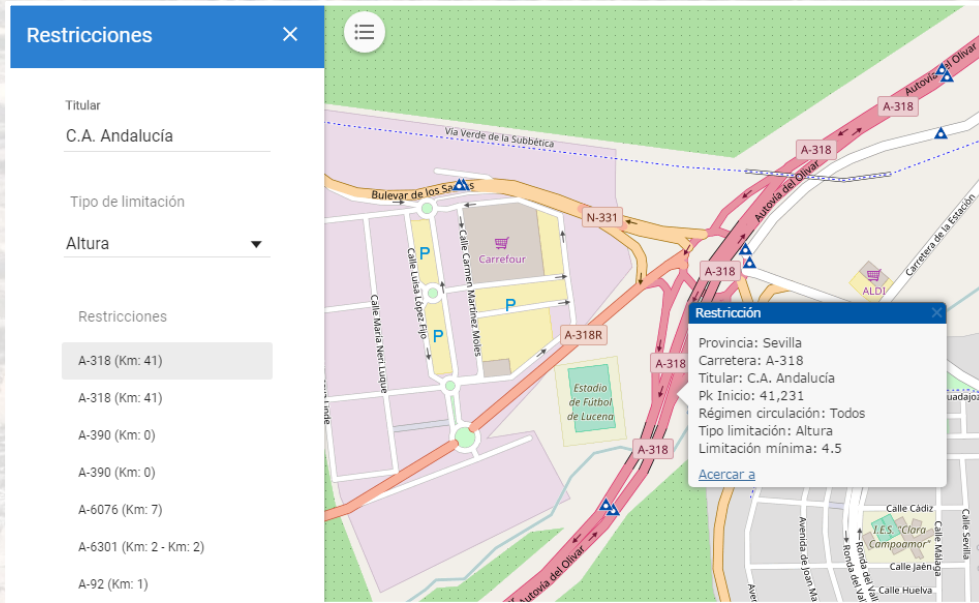 Restricciones
Titular
C.A. Andalucía
Tipo de limitación
Altura
Restricciones
A-318 (Km: 41)
A-318 (Km: 41)
A-390 (Km: 0)
A-390 (Km: 0)
A-6076 (Km: 7)
A-6301 (Km: 2 - Km: 2)
A-92 (Km: 1)
Autovía del Olivar
A-318
Vía Verde de la Subbética
A-318
Autovía del Olivar
Bulevar de los Santos
N-331
Carretera de la Estación
Carrefour
P
A-318
ALDI
Calle Luisa López Fijo
Calle Carmen Martínez Moles
P
Calle María Neri Luque
P
A-318R
A-318
Estadio
de Fútbol
de Lucena
A-318
Restricción
Provincia: Sevilla
Carretera: A-318
Titular: C.A. Andalucía
Pk Inicio: 41,231
Régimen circulación: Todos
Tipo limitación: Altura
Limitación mínima: 4.5
Acercar a
Autovía del Olivar
Calle Cádiz
I.E.S. "Clara
Campoamor"
Calle Málaga
Calle Sevilla
Calle Jaén
Calle Huelva
Avenida de Joan Ma
Ronda del Val
Ronda del Vall